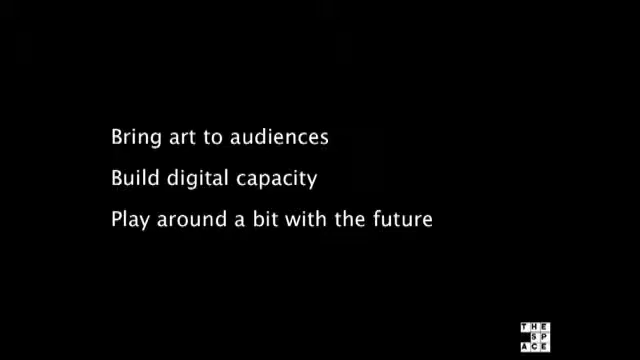 Bring art to audiences
Build digital capacity
Play around a bit with the future
THE
SP
ACE